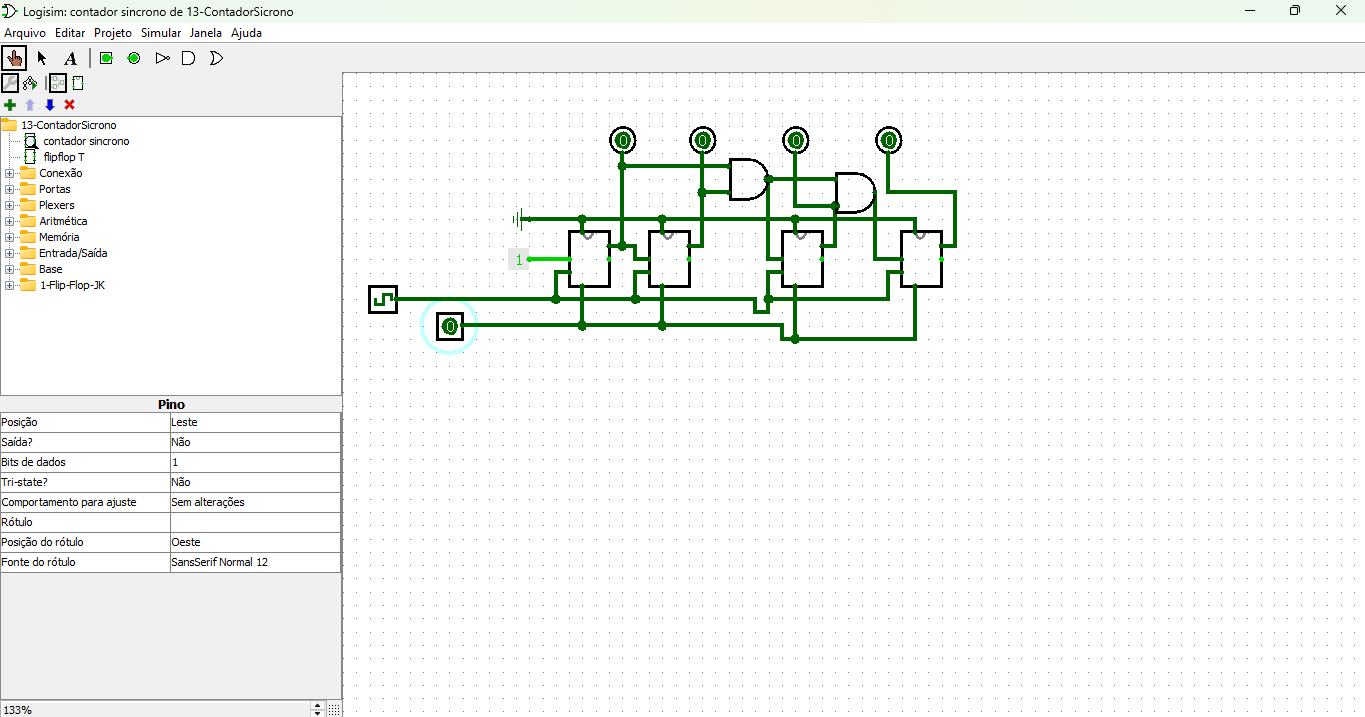 Logisim: contador sincrono de 13-ContadorSicrono
Arquivo Editar Projeto Simular Janela Ajuda
A
13-ContadorSicrono
contador sincrono
flipflop T
Conexão
Portas
Plexers
Aritmética
Memória
Entrada/Saída
Base
1-Flip-Flop-JK
0 0 0 0
1
0
Pino
Posição Leste
Saída? Não
Bits de dados 1
Tri-state? Não
Comportamento para ajuste Sem alterações
Rótulo
Posição do rótulo Oeste
Fonte do rótulo SansSerif Normal 12
133%